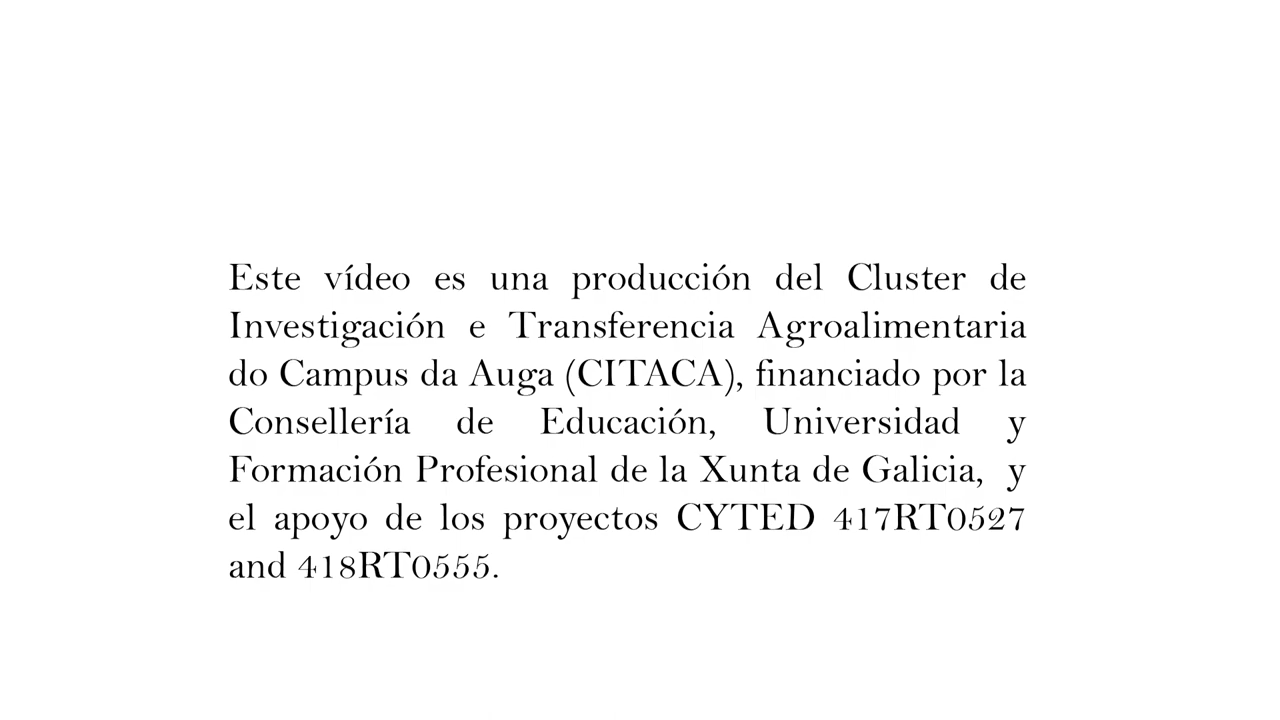 Este vídeo es una producción del Cluster de
Investigación e Transferencia Agroalimentaria
do Campus da Auga (CITACA), financiado por la
Consellería de Educación, Universidad y
Formación Profesional de la Xunta de Galicia, y
el apoyo de los proyectos CYTED 417RT0527
and 418RT0555.